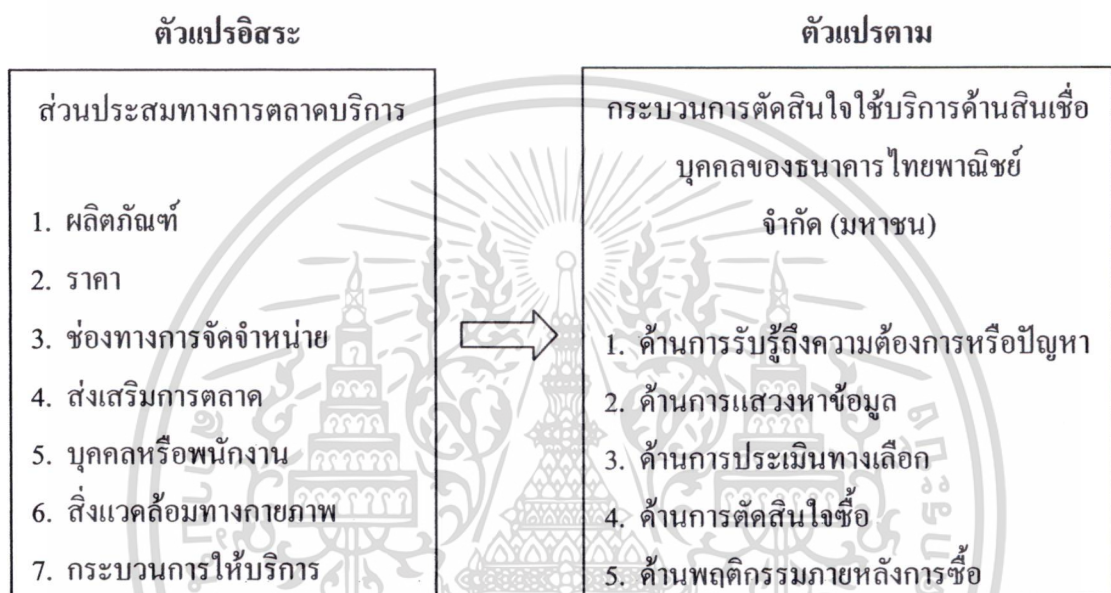 ตัวแปรอิสระ
ส่วนประสมทางการตลาดบริการ
1. ผลิตภัณฑ์
2. ราคา
3. ช่องทางการจัดจำหน่าย
4. ส่งเสริมการตลาด
5. บุคคลหรือพนักงาน
6. สิ่งแวดล้อมทางกายภาพ
7. กระบวนการให้บริการ
ตัวแปรตาม
กระบวนการตัดสินใจใช้บริการด้านสินเชื่อ
บุคคลของธนาคารไทยพาณิชย์
จำกัด (มหาชน)
1. ด้านการรับรู้ถึงความต้องการหรือปัญหา
2. ด้านการแสวงหาข้อมูล
3. ด้านการประเมินทางเลือก
4. ด้านการตัดสินใจซื้อ
5. ด้านพฤติกรรมภายหลังการซื้อ